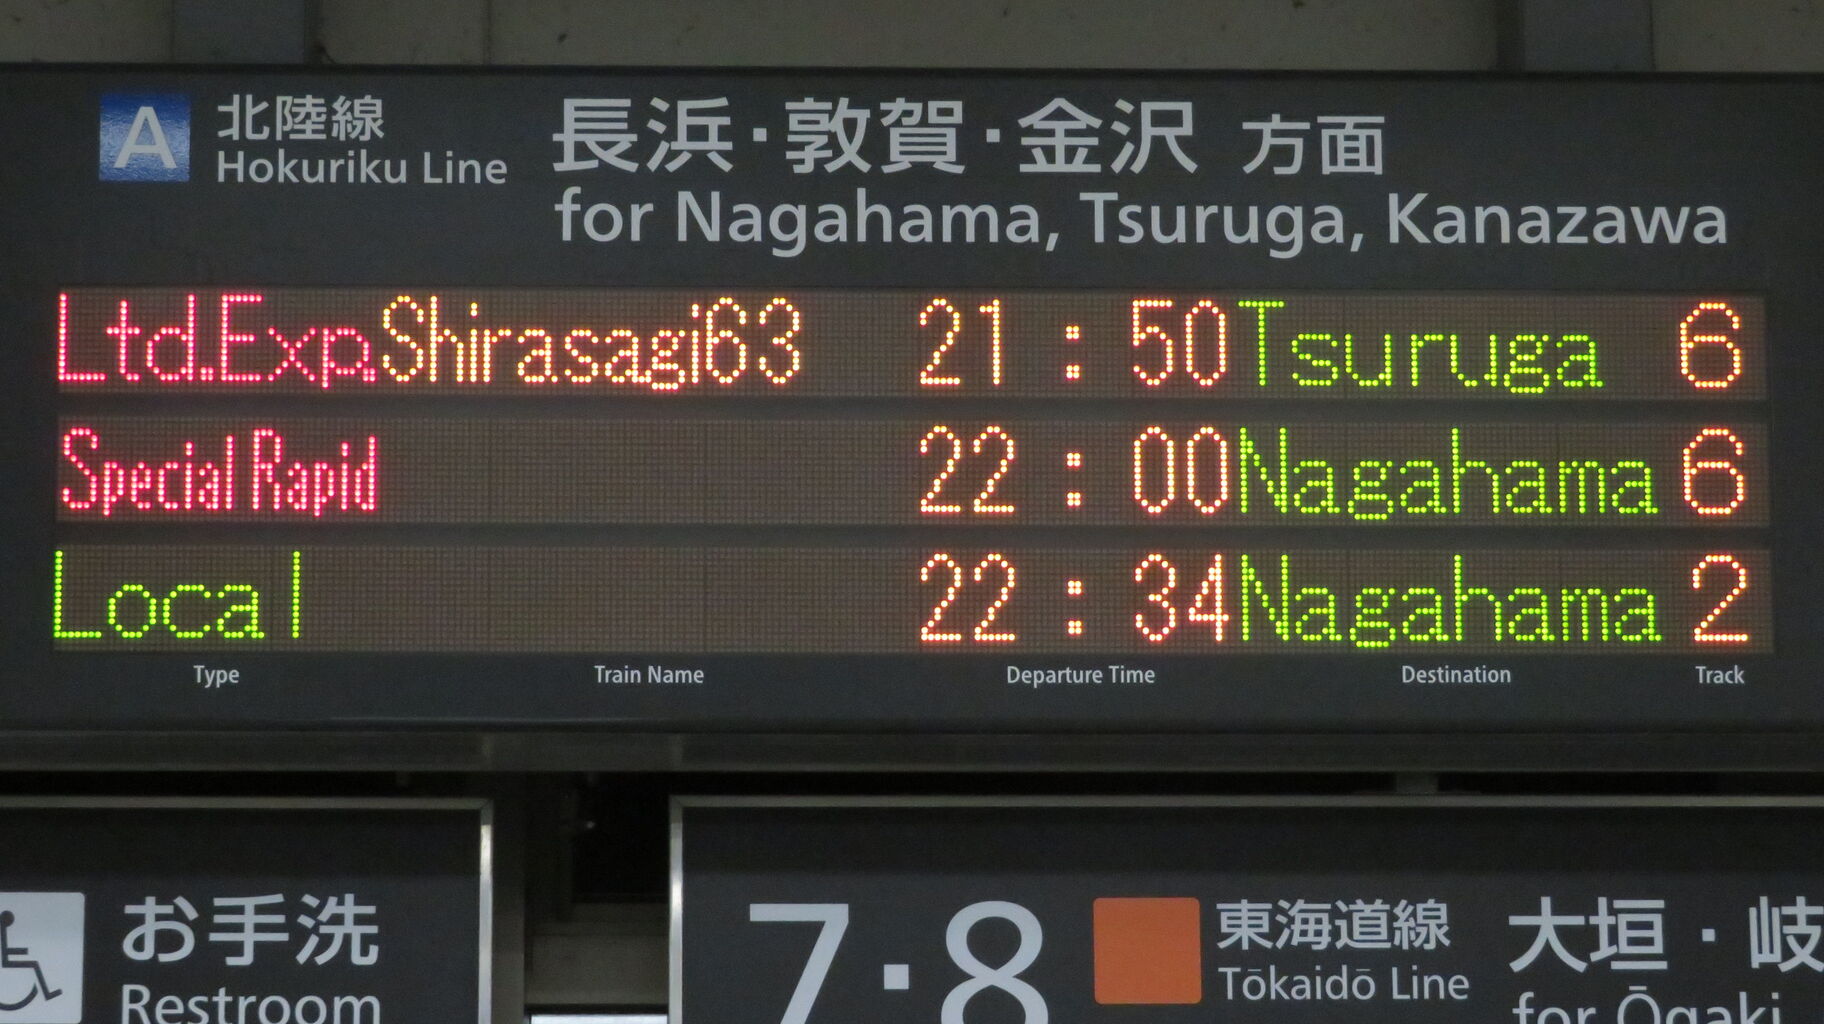 A 北陸線 長浜・敦賀・金沢 方面
Hokuriku Line for Nagahama, Tsuruga, Kanazawa
Ltd.Exp. Shirasagi63 21:50 Tsuruga 6
Special Rapid 22:00 Nagahama 6
Local 22:34 Nagahama 2
Type Train Name Departure Time Destination Track
お手洗
Restroom
7・8 東海道線 大垣・岐
Tōkaidō Line for Ōgaki